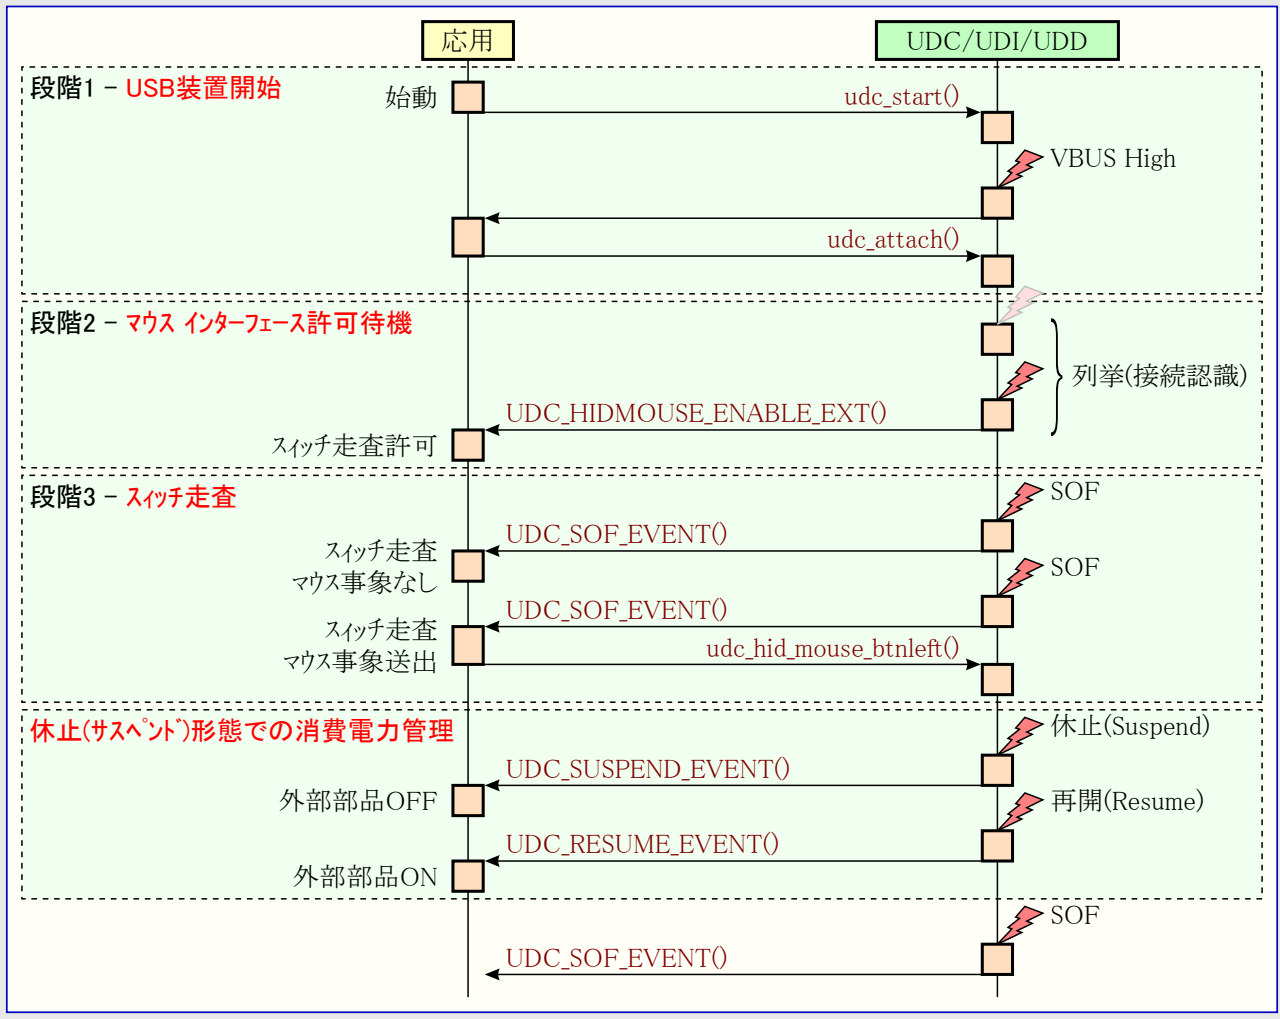 応用
UDC/UDI/UDD
段階1 - USB装置開始
始動
udc_start()
VBUS High
udc_attach()
段階2 - マウス インターフェース許可待機
列挙(接続認識)
UDC_HIDMOUSE_ENABLE_EXT()
スイッチ走査許可
段階3 - スイッチ走査
SOF
UDC_SOF_EVENT()
スイッチ走査
マウス事象なし
SOF
UDC_SOF_EVENT()
スイッチ走査
マウス事象送出
udc_hid_mouse_btnleft()
休止(サスペンド)形態での消費電力管理
休止(Suspend)
UDC_SUSPEND_EVENT()
外部部品OFF
再開(Resume)
UDC_RESUME_EVENT()
外部部品ON
SOF
UDC_SOF_EVENT()